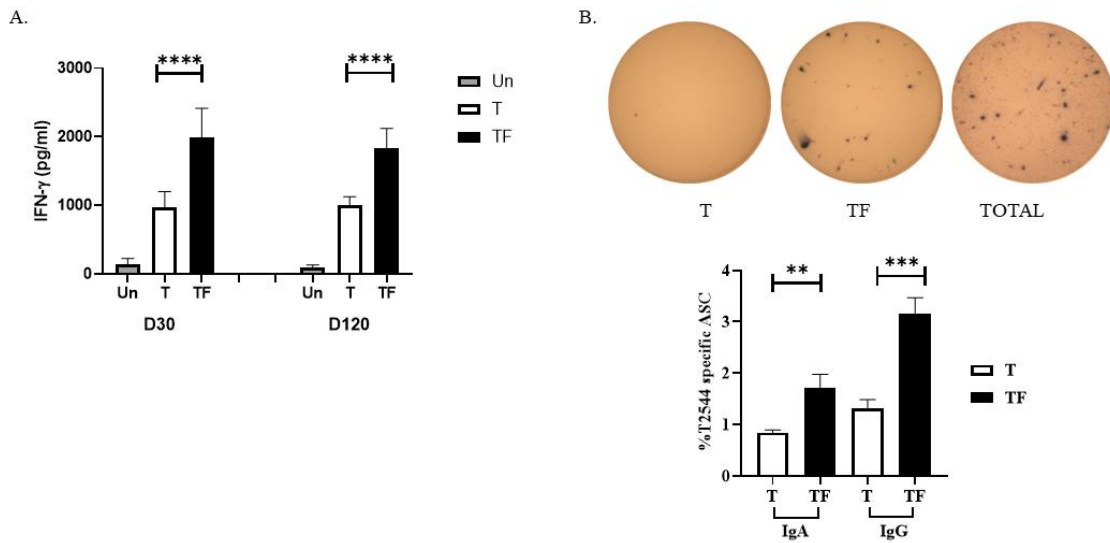 A.
****
****
3000
2000
1000
0
IFN-γ (pg/ml)
Un
T
TF
Un
T
TF
Un
T
TF
D30
D120
B.
T
TF
TOTAL
**
***
4
3
2
1
0
%T2544 specific ASC
T
TF
T
TF
T
TF
IgA
IgG